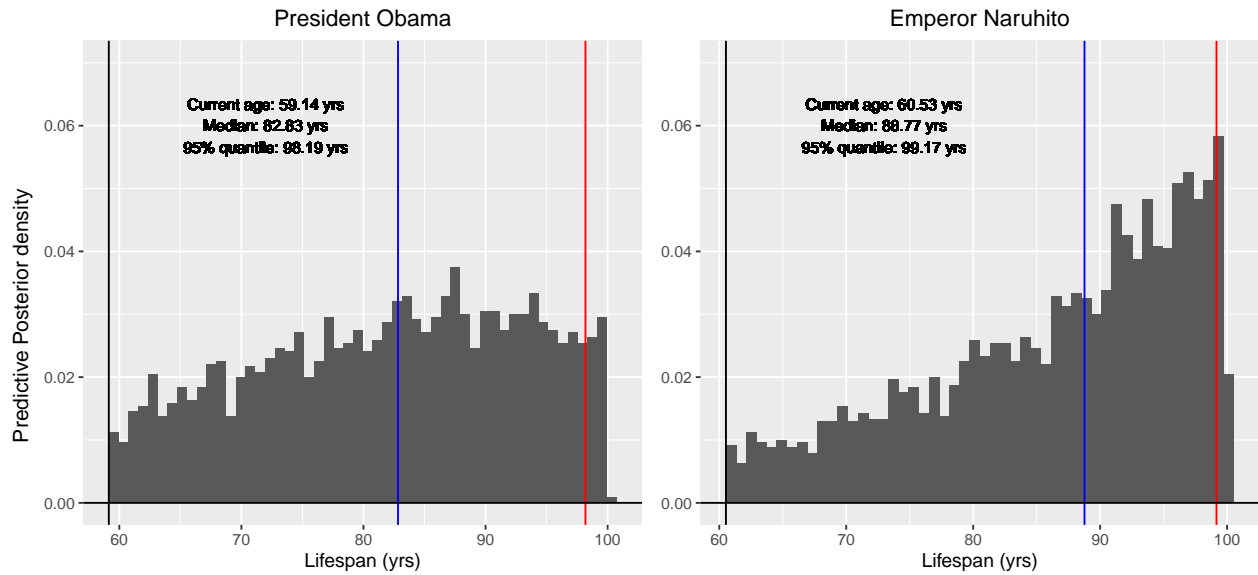 President Obama
Current age: 59.14 yrs
Median: 82.83 yrs
95% quantile: 98.19 yrs
Predictive Posterior density
0.06
0.04
0.02
0.00
60 70 80 90 100
Lifespan (yrs)
Emperor Naruhito
Current age: 60.53 yrs
Median: 88.77 yrs
95% quantile: 99.17 yrs
0.06
0.04
0.02
0.00
60 70 80 90 100
Lifespan (yrs)